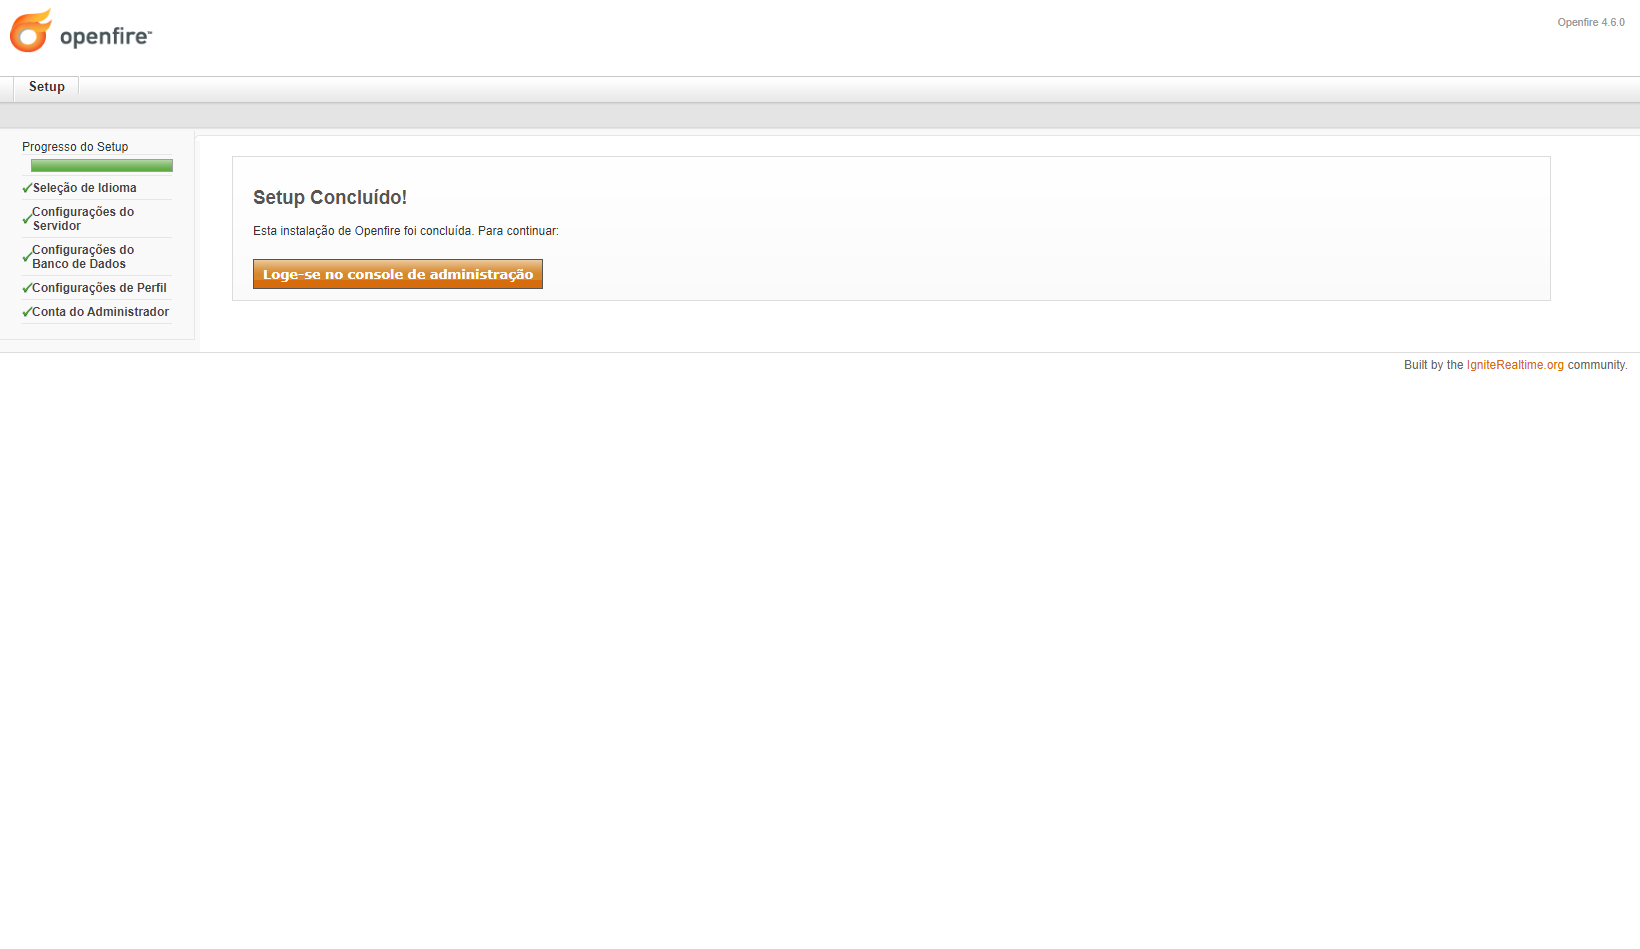 openfire™
Openfire 4.6.0
Setup
Progresso do Setup
Seleção de Idioma
Configurações do
Servidor
Configurações do
Banco de Dados
Configurações de Perfil
Conta do Administrador
Setup Concluído!
Esta instalação de Openfire foi concluída. Para continuar:
Loge-se no console de administração
Built by the IgniteRealtime.org community.